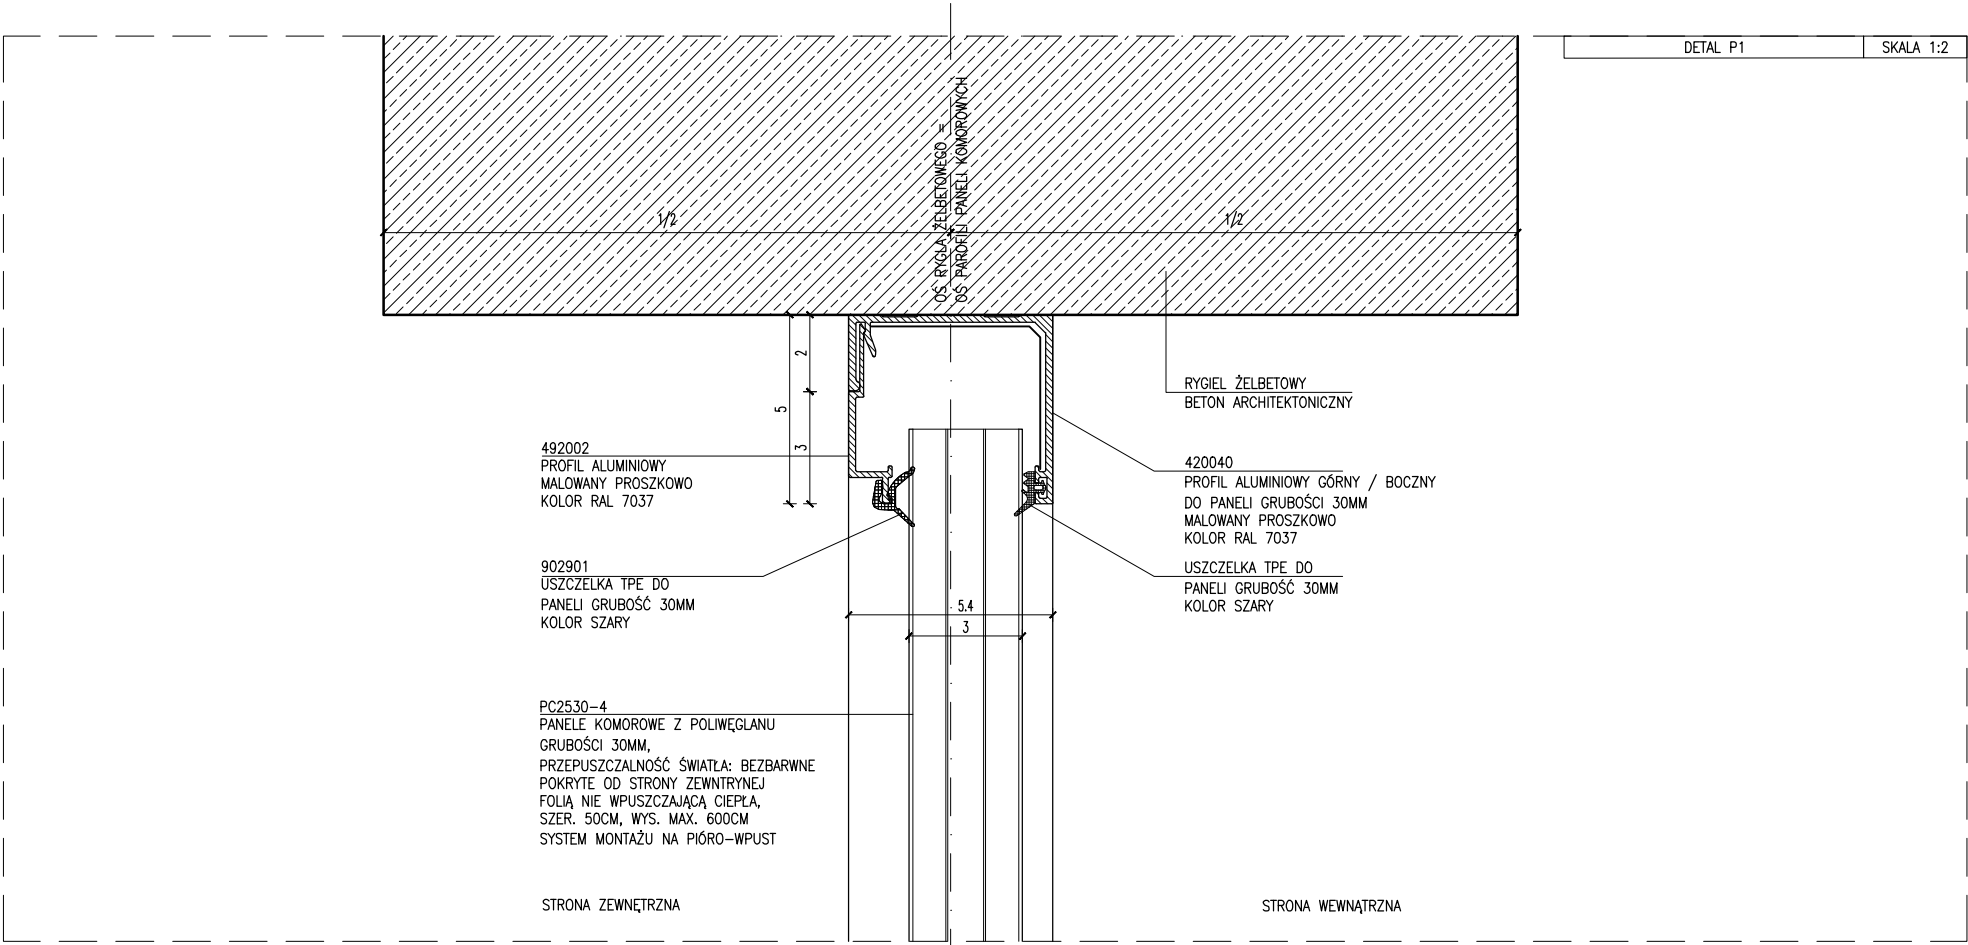 DETAL P1 SKALA 1:2
OŚ RYGLA ŻELBETOWEGO =
OŚ PAROFILI PANELI KOMOROWYCH
1/2 1/2
2
5
3
RYGIEL ŻELBETOWY
BETON ARCHITEKTONICZNY
492002
PROFIL ALUMINIOWY
MALOWANY PROSZKOWO
KOLOR RAL 7037
420040
PROFIL ALUMINIOWY GÓRNY / BOCZNY
DO PANELI GRUBOŚCI 30MM
MALOWANY PROSZKOWO
KOLOR RAL 7037
902901
USZCZELKA TPE DO
PANELI GRUBOŚĆ 30MM
KOLOR SZARY
USZCZELKA TPE DO
PANELI GRUBOŚĆ 30MM
KOLOR SZARY
5.4
3
PC2530-4
PANELE KOMOROWE Z POLIWĘGLANU
GRUBOŚCI 30MM,
PRZEPUSZCZALNOŚĆ ŚWIATŁA: BEZBARWNE
POKRYTE OD STRONY ZEWNTRYNEJ
FOLIĄ NIE WPUSZCZAJĄCĄ CIEPŁA,
SZER. 50CM, WYS. MAX. 600CM
SYSTEM MONTAŻU NA PIÓRO-WPUST
STRONA ZEWNĘTRZNA
STRONA WEWNĄTRZNA